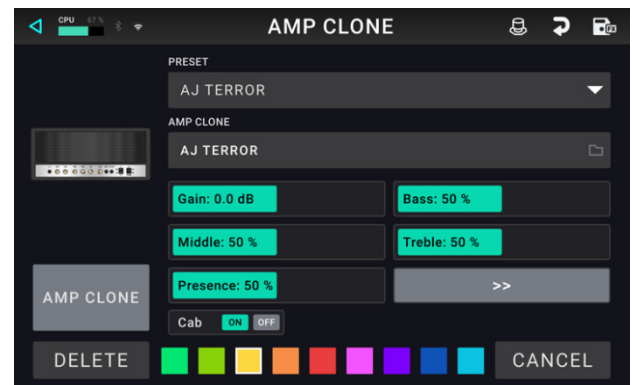 CPU 67 % AMP CLONE
PRESET
AJ TERROR
AMP CLONE
AJ TERROR
Gain: 0.0 dB Bass: 50 %
Middle: 50 % Treble: 50 %
Presence: 50 % >>
AMP CLONE
Cab ON OFF
DELETE CANCEL